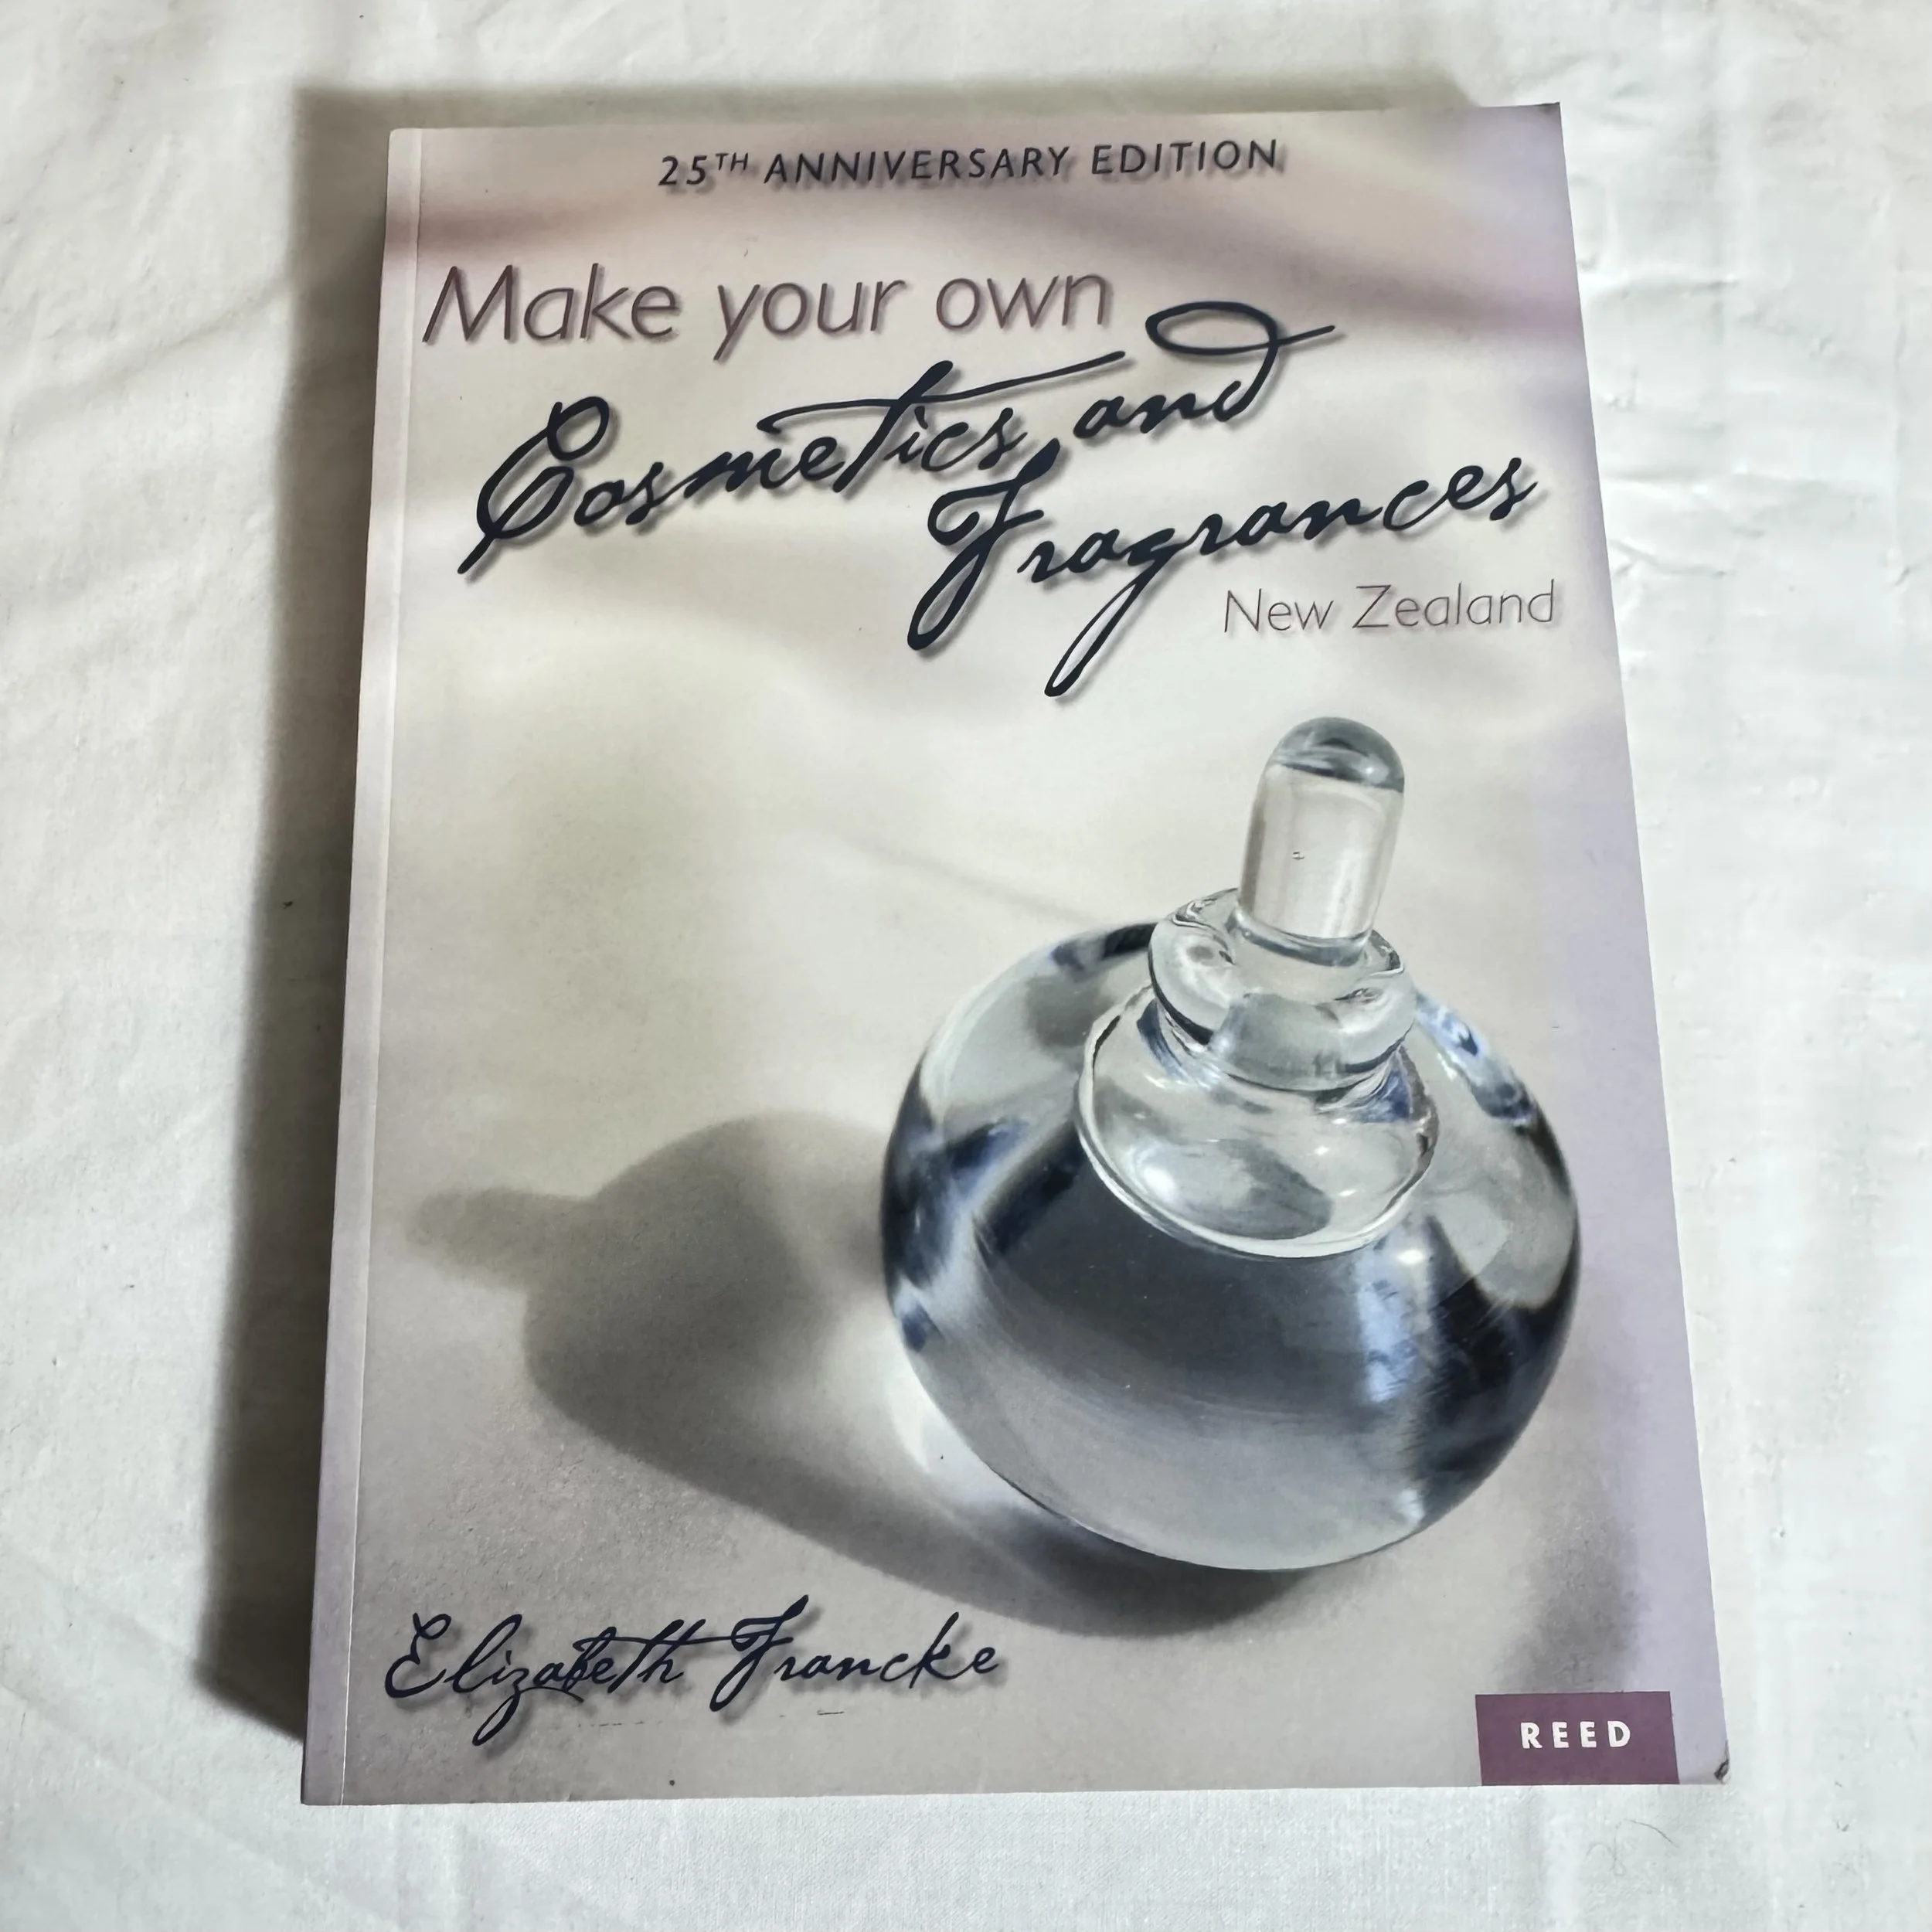 25TH ANNIVERSARY EDITION
Make your own
Cosmetics and
Fragrances
New Zealand
Elizabeth Francke
REED